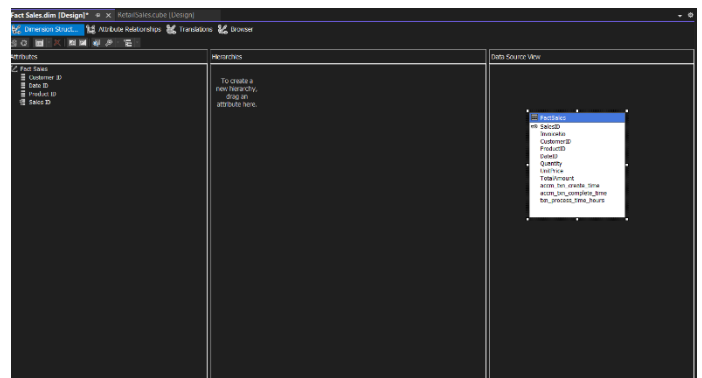 Fact Sales.dim [Design]* RetailSales.cube [Design]
Dimension Struct... Attribute Relationships Translations Browser
Attributes
Hierarchies
Data Source View
Fact Sales
Customer ID
Date ID
Product ID
Sales ID
To create a
new hierarchy,
drag an
attribute here.
FactSales
SalesID
InvoiceNo
CustomerID
ProductID
DateID
Quantity
UnitPrice
TotalAmount
accm_txn_create_time
accm_txn_complete_time
txn_process_time_hours